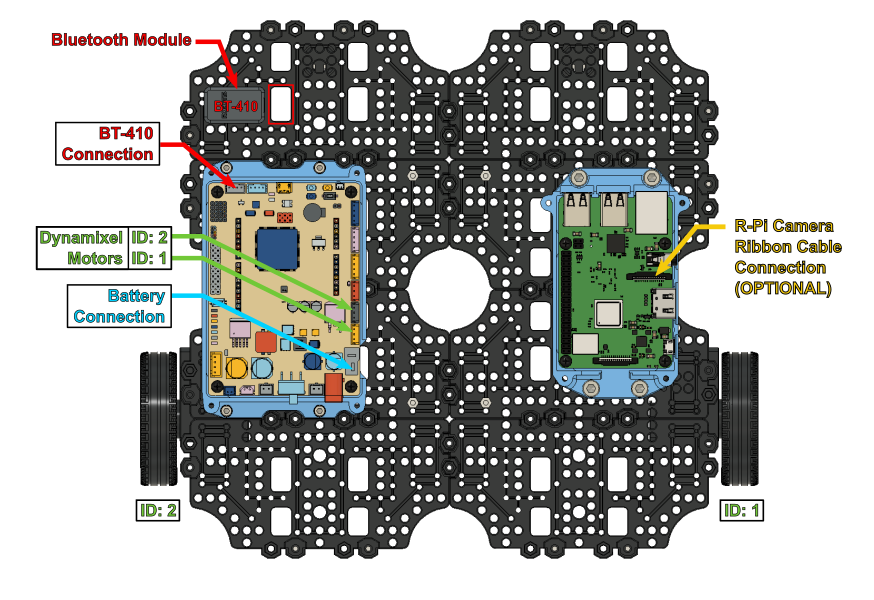 Bluetooth Module
BT-410
BT-410
Connection
Dynamixel ID: 2
Motors ID: 1
Battery
Connection
R-Pi Camera
Ribbon Cable
Connection
(OPTIONAL)
ID: 2
ID: 1